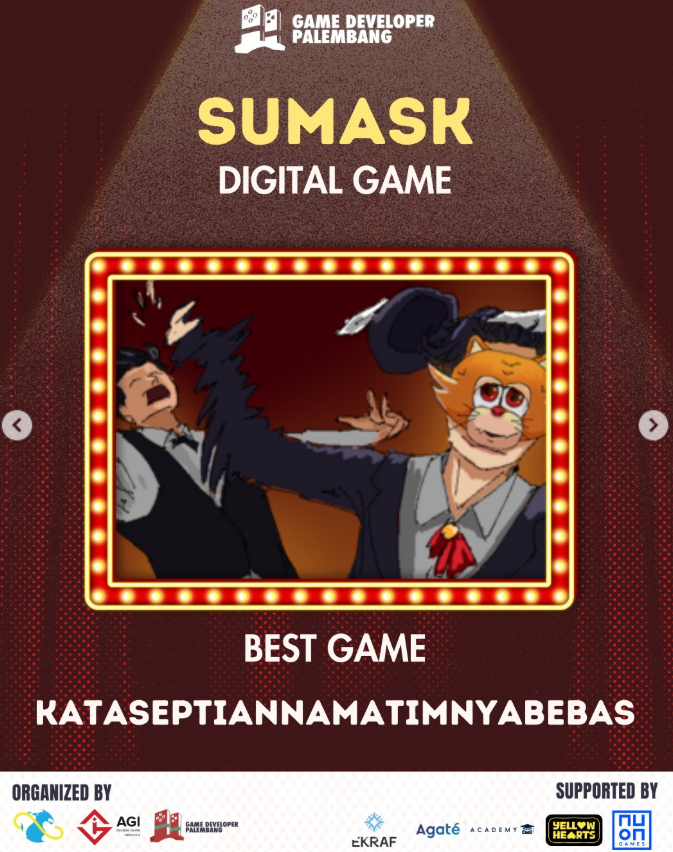 GAME DEVELOPER
PALEMBANG
SUMASK
DIGITAL GAME
BEST GAME
KATASEPTIANNAMATIMNYABEBAS
ORGANIZED BY
SUPPORTED BY
AGI
GAME DEVELOPER
PALEMBANG
EKRAF
Agaté ACADEMY
YELLOW
HEARTS
NUON
GAMES